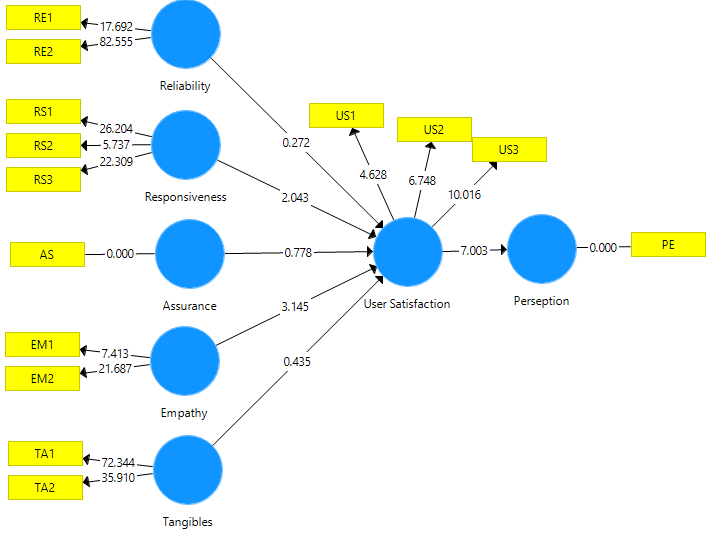 RE1
17.692
RE2
82.555
Reliability
RS1
26.204
RS2
5.737
RS3
22.309
Responsiveness
AS
0.000
Assurance
EM1
7.413
EM2
21.687
Empathy
TA1
72.344
TA2
35.910
Tangibles
0.272
2.043
0.778
3.145
0.435
US1
US2
US3
4.628
6.748
10.016
User Satisfaction
7.003
Perseption
0.000
PE